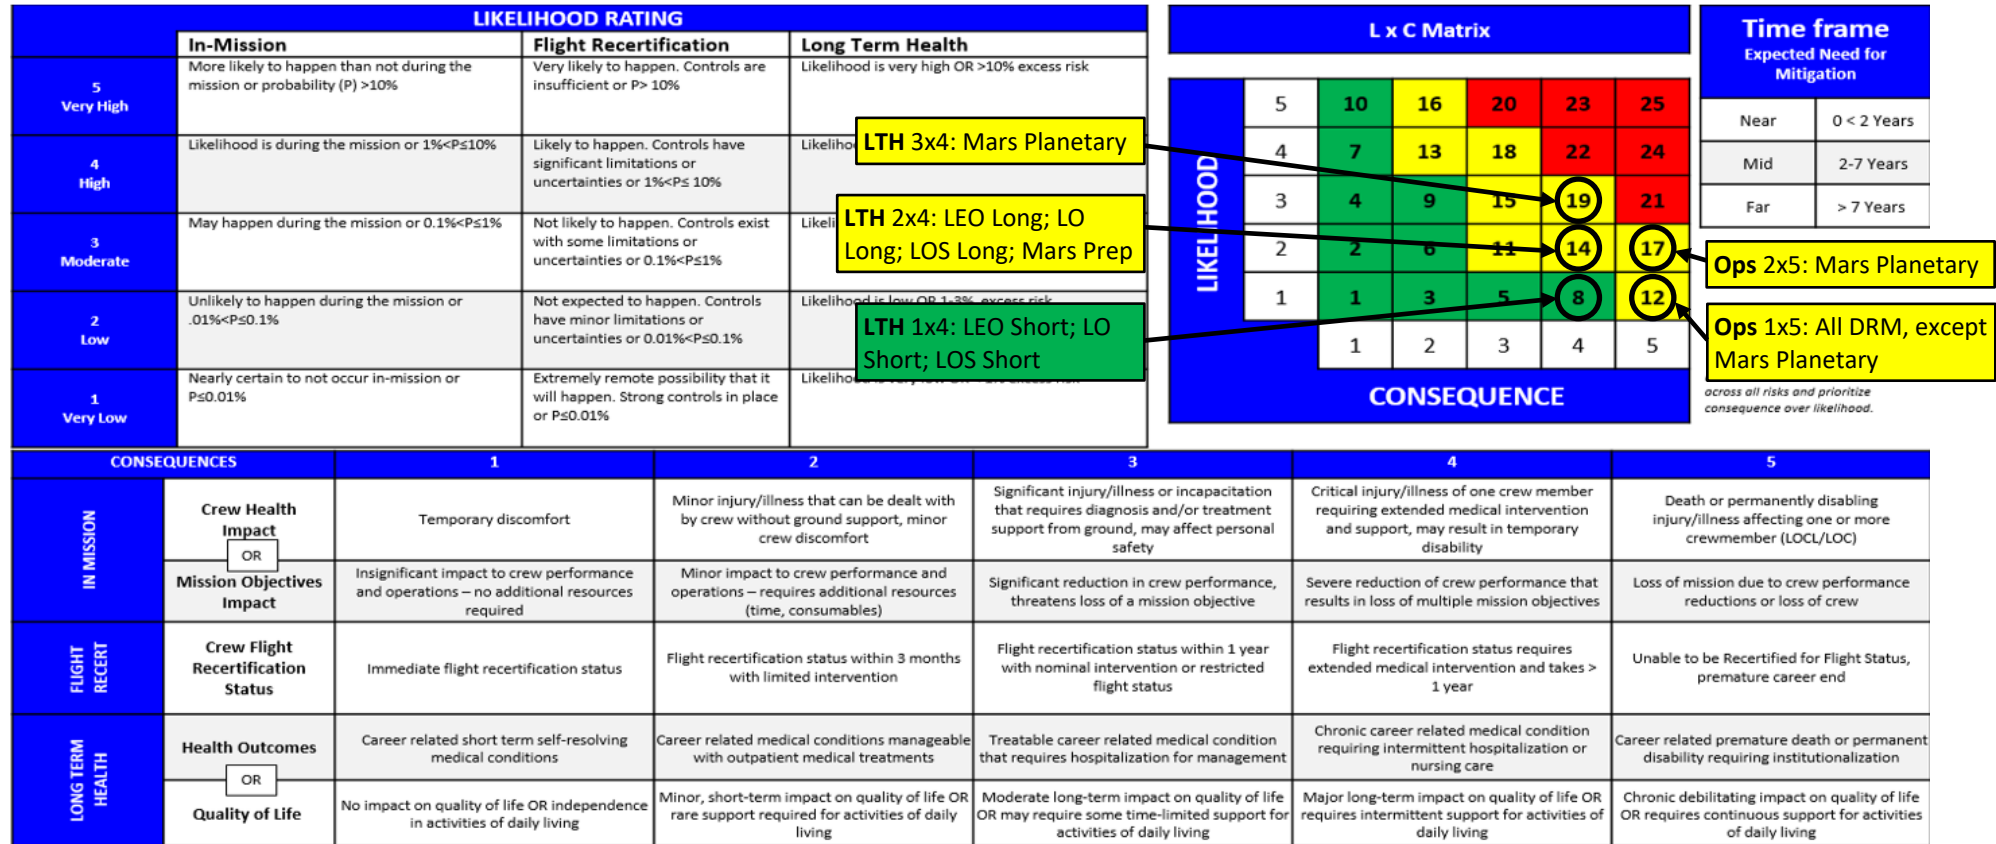 LIKELIHOOD RATING
In-Mission
Flight Recertification
Long Term Health
5
Very High
More likely to happen than not during the
mission or probability (P) >10%
Very likely to happen. Controls are
insufficient or P> 10%
Likelihood is very high OR >10% excess risk
4
High
Likelihood is during the mission or 1%<P≤10%
Likely to happen. Controls have
significant limitations or
uncertainties or 1%<P≤ 10%
3
Moderate
May happen during the mission or 0.1%<P≤1%
Not likely to happen. Controls exist
with some limitations or
uncertainties or 0.1%<P≤1%
2
Low
Unlikely to happen during the mission or
.01%<P≤0.1%
Not expected to happen. Controls
have minor limitations or
uncertainties or 0.01%<P≤0.1%
Likelihood is low OR 1-3% excess risk
1
Very Low
Nearly certain to not occur in-mission or
P≤0.01%
Extremely remote possibility that it
will happen. Strong controls in place
or P≤0.01%
LTH 3x4: Mars Planetary
LTH 2x4: LEO Long; LO
Long; LOS Long; Mars Prep
LTH 1x4: LEO Short; LO
Short; LOS Short
L x C Matrix
LIKELIHOOD
5 10 16 20 23 25
4 7 13 18 22 24
3 4 9 15 19 21
2 2 6 11 14 17
1 1 3 5 8 12
1 2 3 4 5
CONSEQUENCE
Time frame
Expected Need for
Mitigation
Near 0 < 2 Years
Mid 2-7 Years
Far > 7 Years
Ops 2x5: Mars Planetary
Ops 1x5: All DRM, except
Mars Planetary
across all risks and prioritize
consequence over likelihood.
CONSEQUENCES 1 2 3 4 5
IN MISSION
Crew Health
Impact
OR
Temporary discomfort
Minor injury/illness that can be dealt with
by crew without ground support, minor
crew discomfort
Significant injury/illness or incapacitation
that requires diagnosis and/or treatment
support from ground, may affect personal
safety
Critical injury/illness of one crew member
requiring extended medical intervention
and support, may result in temporary
disability
Death or permanently disabling
injury/illness affecting one or more
crewmember (LOCL/LOC)
Mission Objectives
Impact
Insignificant impact to crew performance
and operations – no additional resources
required
Minor impact to crew performance and
operations – requires additional resources
(time, consumables)
Significant reduction in crew performance,
threatens loss of a mission objective
Severe reduction of crew performance that
results in loss of multiple mission objectives
Loss of mission due to crew performance
reductions or loss of crew
FLIGHT
RECERT
Crew Flight
Recertification
Status
Immediate flight recertification status
Flight recertification status within 3 months
with limited intervention
Flight recertification status within 1 year
with nominal intervention or restricted
flight status
Flight recertification status requires
extended medical intervention and takes >
1 year
Unable to be Recertified for Flight Status,
premature career end
LONG TERM
HEALTH
Health Outcomes
OR
Career related short term self-resolving
medical conditions
Career related medical conditions manageable
with outpatient medical treatments
Treatable career related medical condition
that requires hospitalization for management
Chronic career related medical condition
requiring intermittent hospitalization or
nursing care
Career related premature death or permanent
disability requiring institutionalization
Quality of Life
No impact on quality of life OR independence
in activities of daily living
Minor, short-term impact on quality of life OR
rare support required for activities of daily
living
Moderate long-term impact on quality of life
OR may require some time-limited support for
activities of daily living
Major long-term impact on quality of life OR
requires intermittent support for activities of
daily living
Chronic debilitating impact on quality of life
OR requires continuous support for activities
of daily living